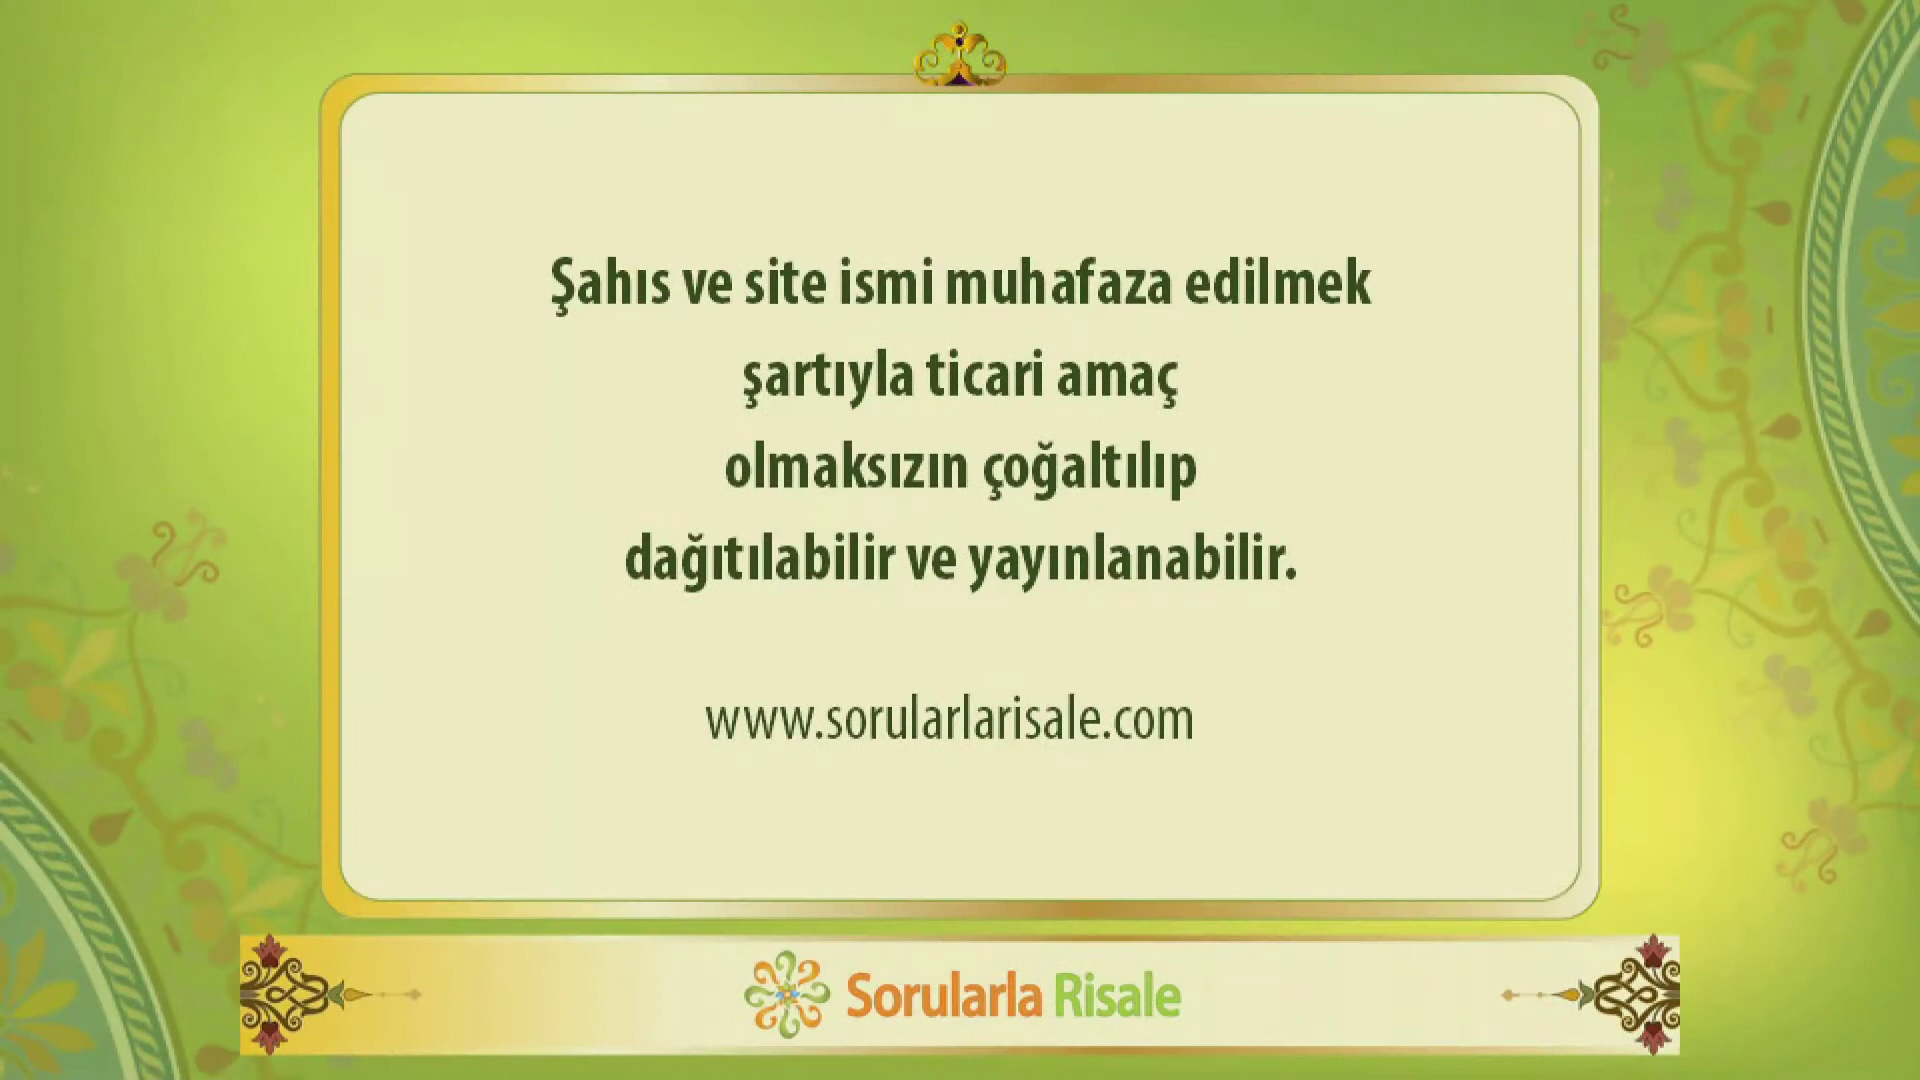 Şahıs ve site ismi muhafaza edilmek
şartıyla ticari amaç
olmaksızın çoğaltılıp
dağıtılabilir ve yayınlanabilir.
www.sorularlarisale.com
Sorularla Risale